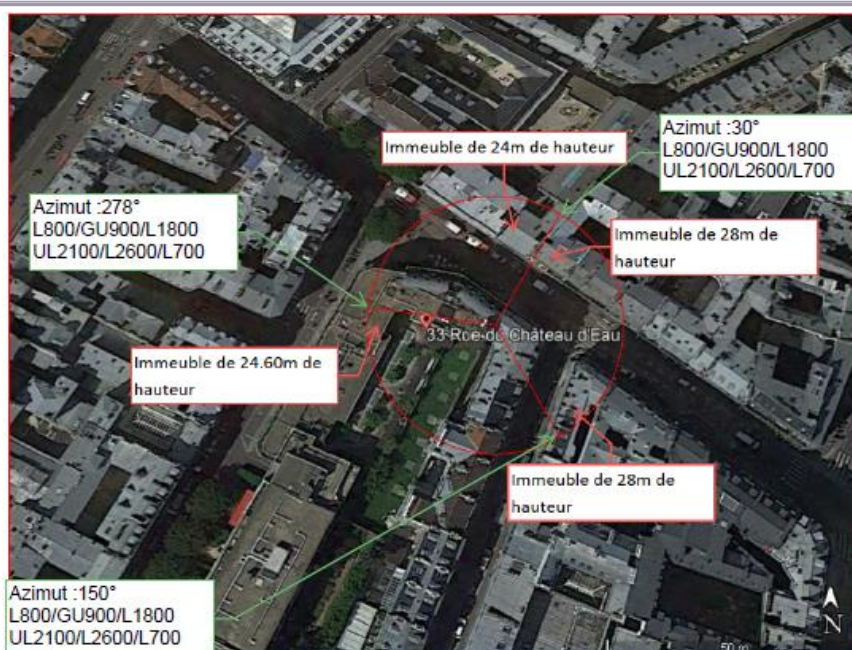 Immeuble de 24m de hauteur
Azimut :30°
L800/GU900/L1800
UL2100/L2600/L700
Azimut :278°
L800/GU900/L1800
UL2100/L2600/L700
Immeuble de 28m de
hauteur
33 Rue du Château d'Eau
Immeuble de 24.60m de
hauteur
Immeuble de 28m de
hauteur
Azimut :150°
L800/GU900/L1800
UL2100/L2600/L700
N
50 m